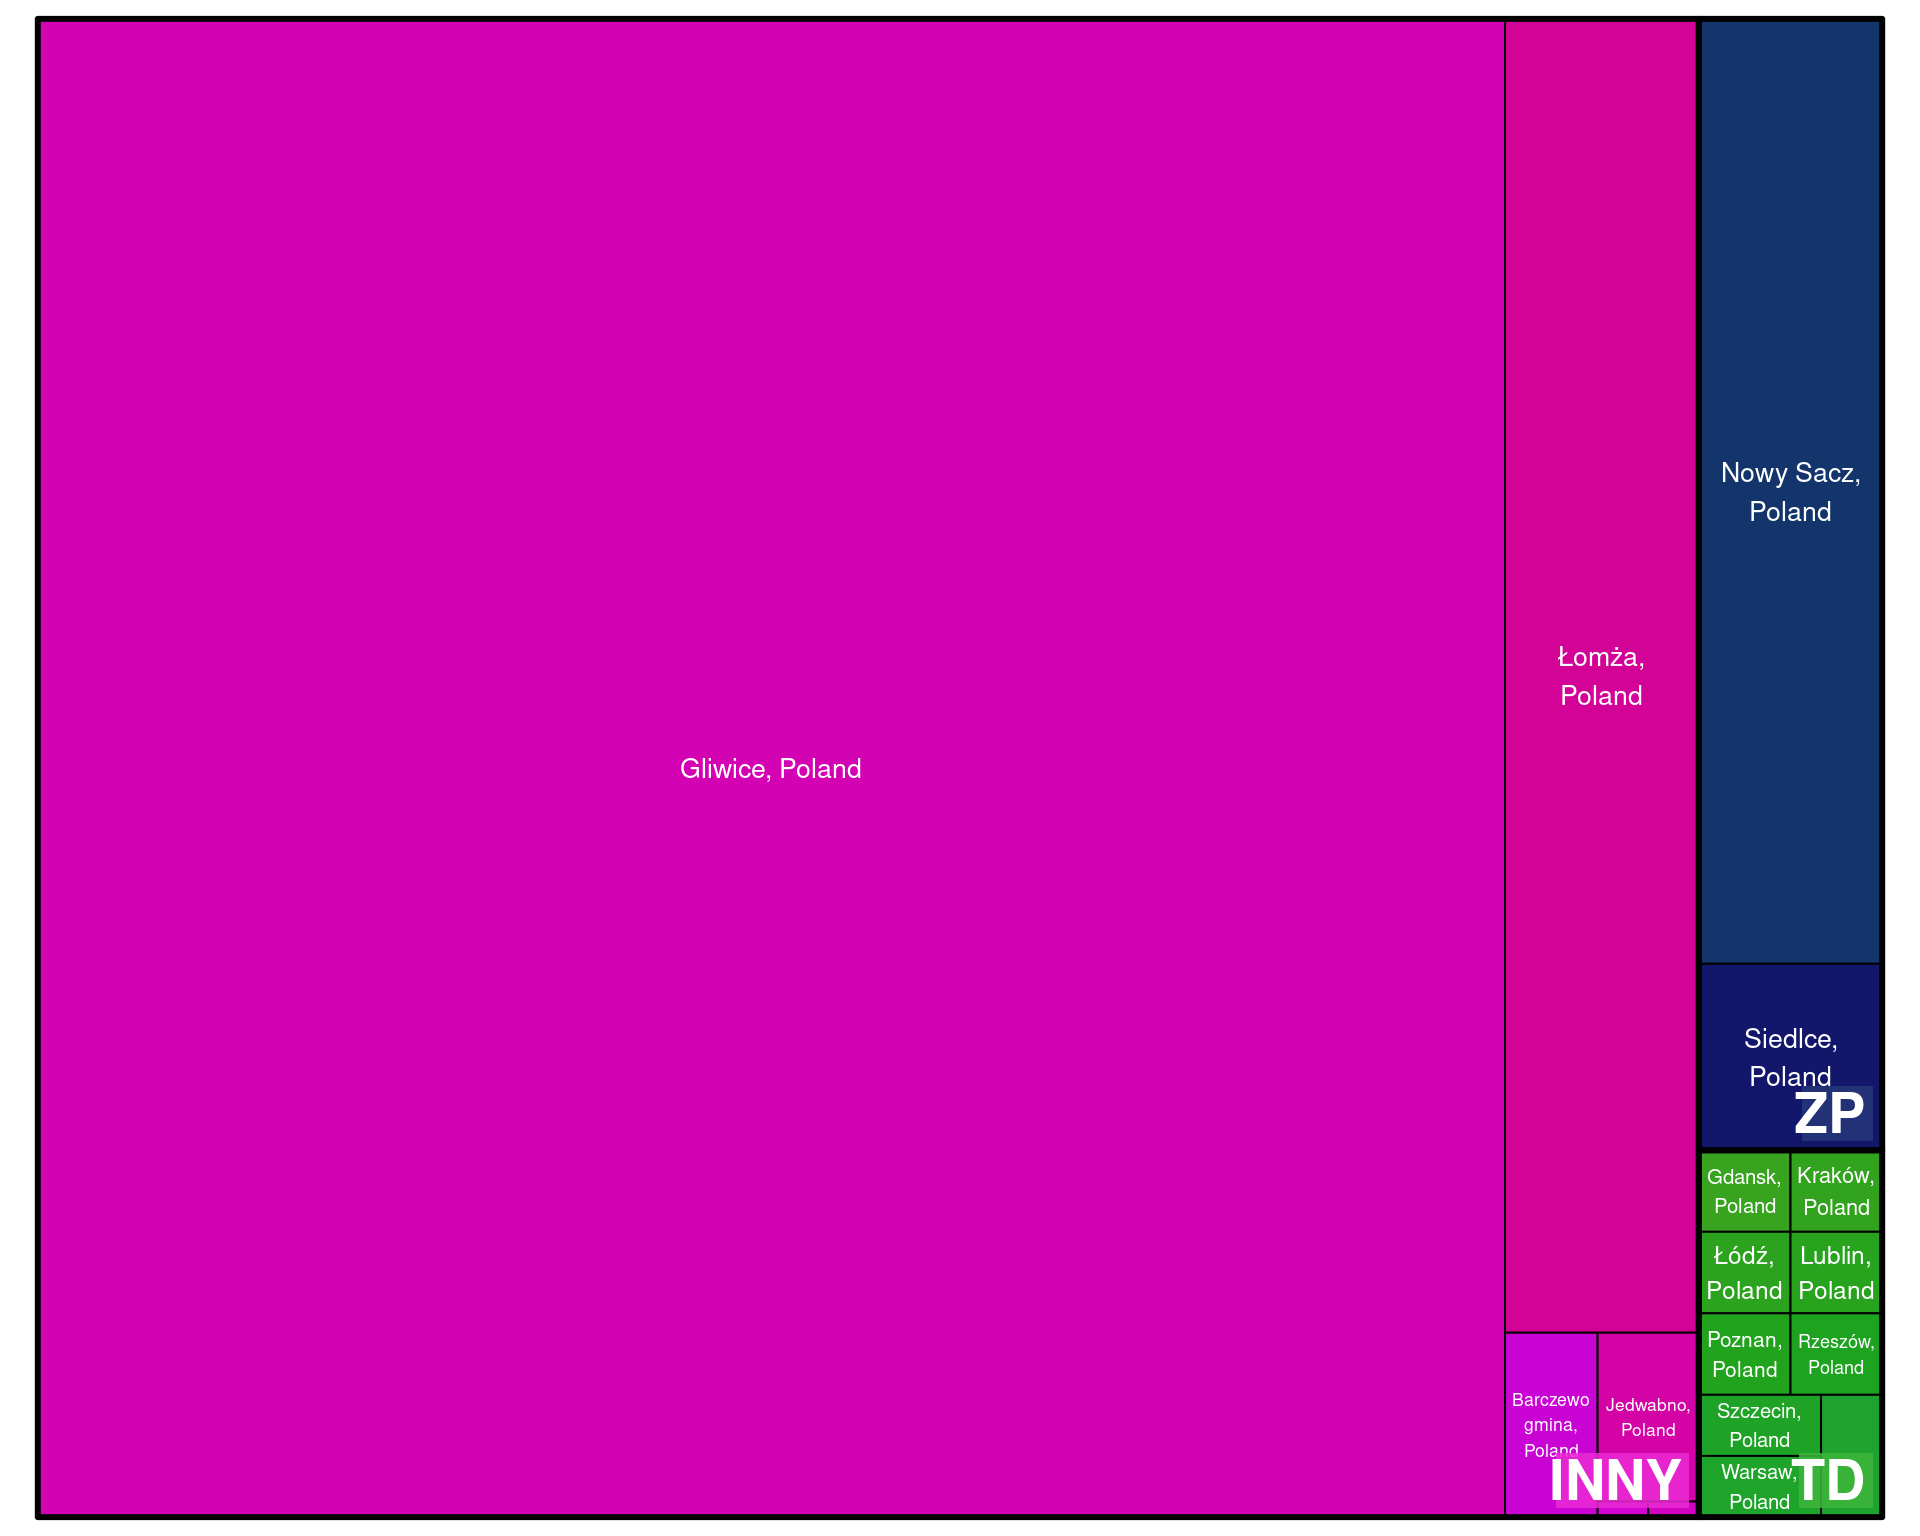 Gliwice, Poland
Łomża,
Poland
Barczewo
gmina,
Poland
Jedwabno,
Poland
INNY
Nowy Sacz,
Poland
Siedlce,
Poland
ZP
Gdansk,
Poland
Kraków,
Poland
Łódź,
Poland
Lublin,
Poland
Poznan,
Poland
Rzeszów,
Poland
Szczecin,
Poland
Warsaw,
Poland
TD